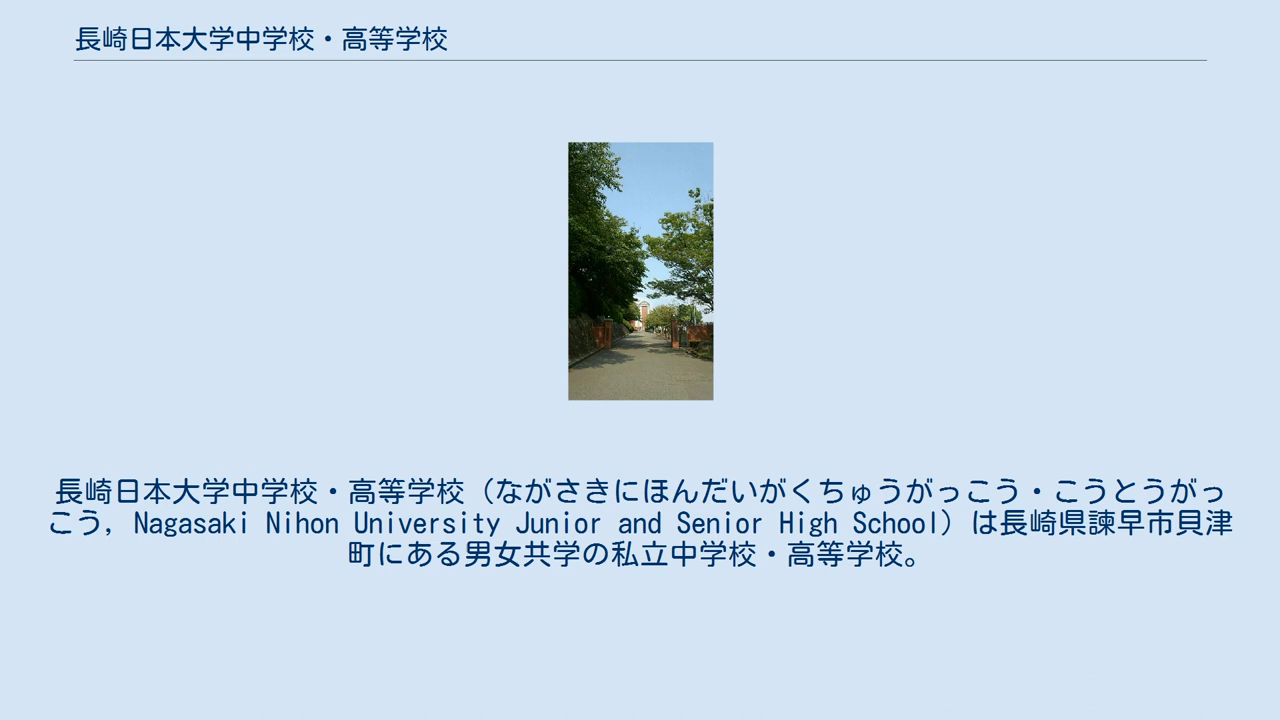 長崎日本大学中学校・高等学校
長崎日本大学中学校・高等学校（ながさきにほんだいがくちゅうがっこう・こうとうがっ
こう, Nagasaki Nihon University Junior and Senior High School）は長崎県諫早市貝津
町にある男女共学の私立中学校・高等学校。